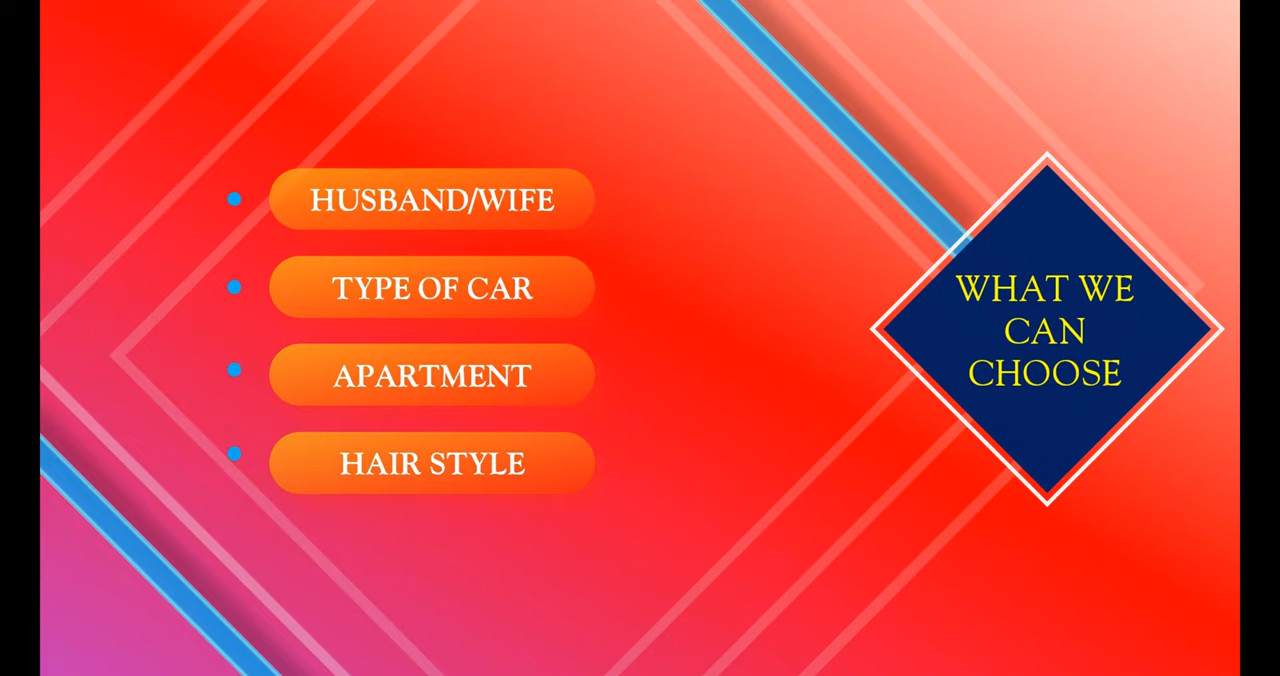 HUSBAND/WIFE
TYPE OF CAR
APARTMENT
HAIR STYLE
WHAT WE
CAN
CHOOSE